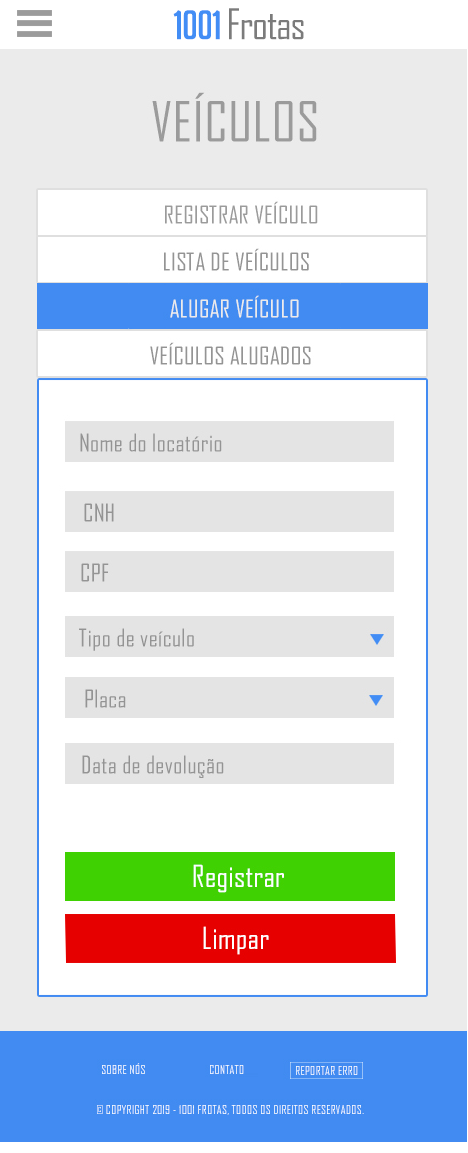 1001 Frotas
VEÍCULOS
REGISTRAR VEÍCULO
LISTA DE VEÍCULOS
ALUGAR VEÍCULO
VEÍCULOS ALUGADOS
Nome do locatório
CNH
CPF
Tipo de veículo
Placa
Data de devolução
Registrar
Limpar
SOBRE NÓS CONTATO REPORTAR ERRO
© COPYRIGHT 2019 - 1001 FROTAS, TODOS OS DIREITOS RESERVADOS.